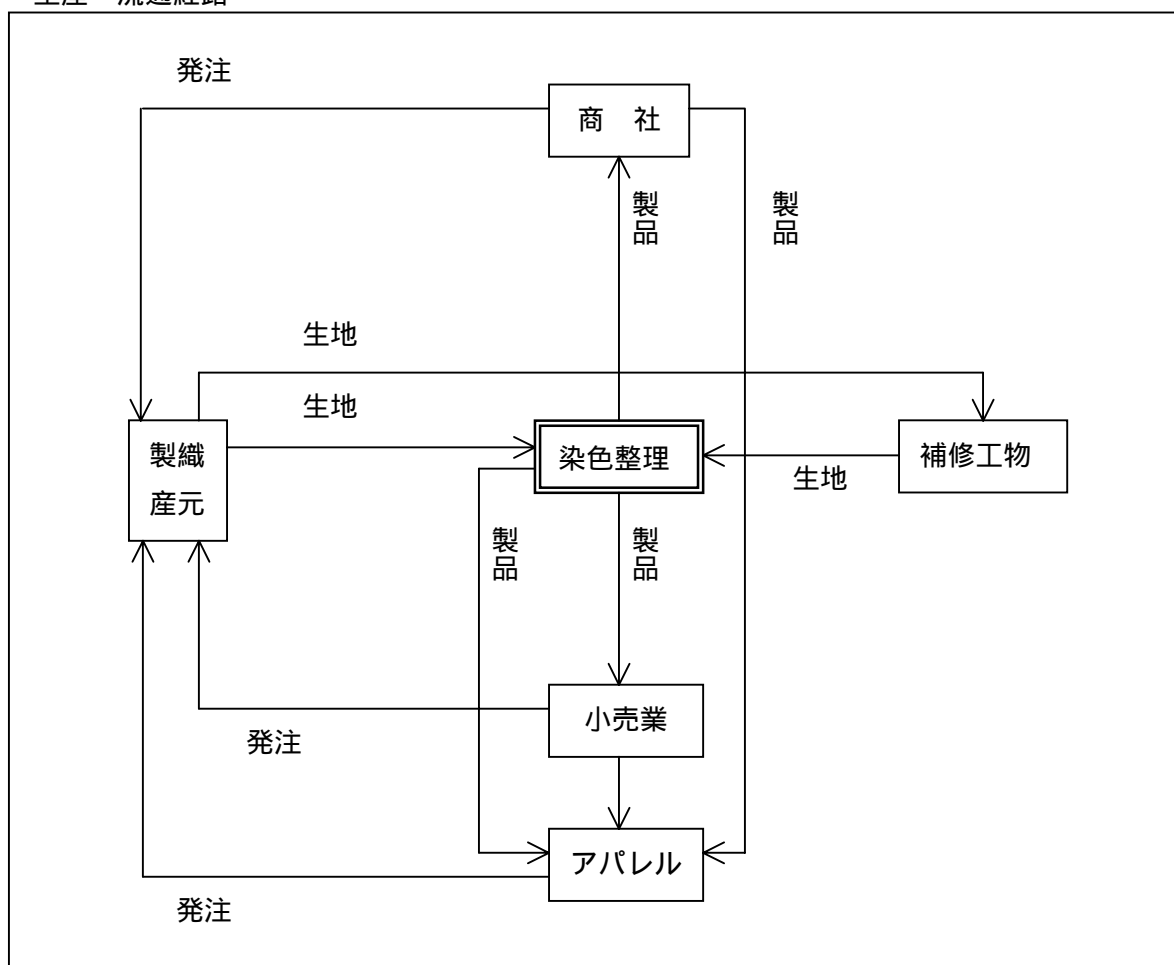 発注
商 社
製品
製品
生地
生地
製織
産元
染色整理
補修工物
生地
製品
製品
小売業
発注
アパレル
発注